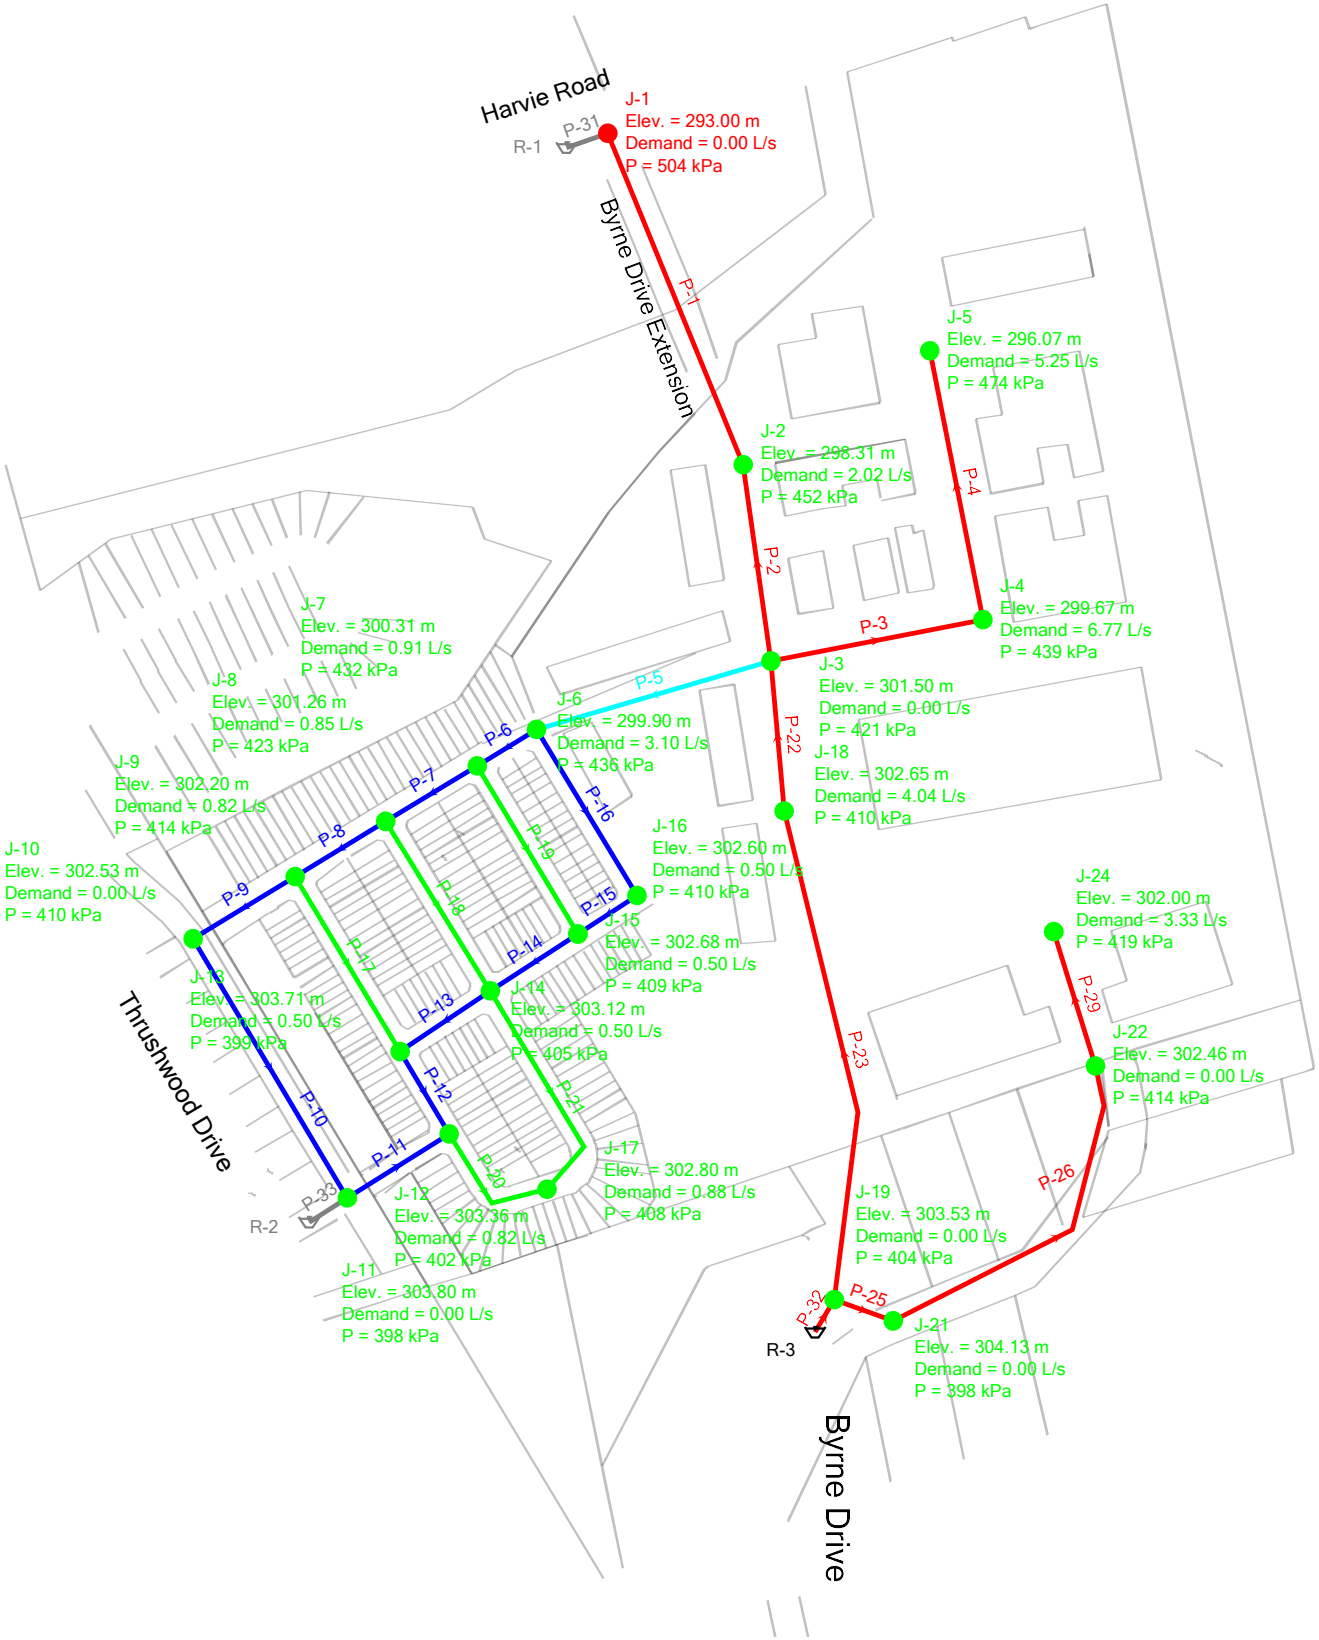 Harvie Road
P-31
R-1
J-1
Elev. = 293.00 m
Demand = 0.00 L/s
P = 504 kPa
Byrne Drive Extension
P-1
J-5
Elev. = 296.07 m
Demand = 5.25 L/s
P = 474 kPa
J-2
Elev. = 298.31 m
Demand = 2.02 L/s
P = 452 kPa
P-4
P-2
J-4
Elev. = 299.67 m
Demand = 6.77 L/s
P = 439 kPa
P-3
J-7
Elev. = 300.31 m
Demand = 0.91 L/s
P = 432 kPa
J-3
Elev. = 301.50 m
Demand = 0.00 L/s
P = 421 kPa
J-8
Elev. = 301.26 m
Demand = 0.85 L/s
P = 423 kPa
P-5
J-6
Elev. = 299.90 m
Demand = 3.10 L/s
P = 436 kPa
P-22
J-18
Elev. = 302.65 m
Demand = 4.04 L/s
P = 410 kPa
P-6
P-7
P-8
P-9
J-9
Elev. = 302.20 m
Demand = 0.82 L/s
P = 414 kPa
J-10
Elev. = 302.53 m
Demand = 0.00 L/s
P = 410 kPa
P-16
P-19
P-18
P-17
J-16
Elev. = 302.60 m
Demand = 0.50 L/s
P = 410 kPa
P-15
P-14
P-13
J-15
Elev. = 302.68 m
Demand = 0.50 L/s
P = 409 kPa
J-24
Elev. = 302.00 m
Demand = 3.33 L/s
P = 419 kPa
J-13
Elev. = 303.71 m
Demand = 0.50 L/s
P = 399 kPa
J-14
Elev. = 303.12 m
Demand = 0.50 L/s
P = 405 kPa
Thrushwood Drive
P-29
P-23
J-22
Elev. = 302.46 m
Demand = 0.00 L/s
P = 414 kPa
P-12
P-21
P-10
P-11
P-20
J-17
Elev. = 302.80 m
Demand = 0.88 L/s
P = 408 kPa
P-26
P-33
R-2
J-12
Elev. = 303.36 m
Demand = 0.82 L/s
P = 402 kPa
J-19
Elev. = 303.53 m
Demand = 0.00 L/s
P = 404 kPa
J-11
Elev. = 303.80 m
Demand = 0.00 L/s
P = 398 kPa
P-32
P-25
R-3
J-21
Elev. = 304.13 m
Demand = 0.00 L/s
P = 398 kPa
Byrne Drive